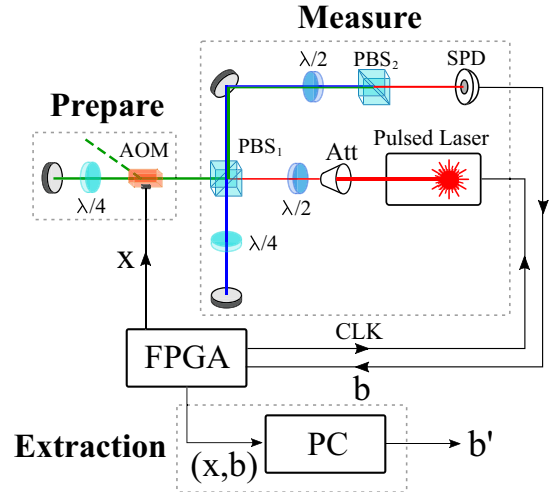 Measure
λ/2
PBS₂
SPD
Prepare
AOM
PBS₁
Att
Pulsed Laser
λ/4
λ/2
λ/4
x
CLK
FPGA
b
Extraction
(x,b)
PC
b'